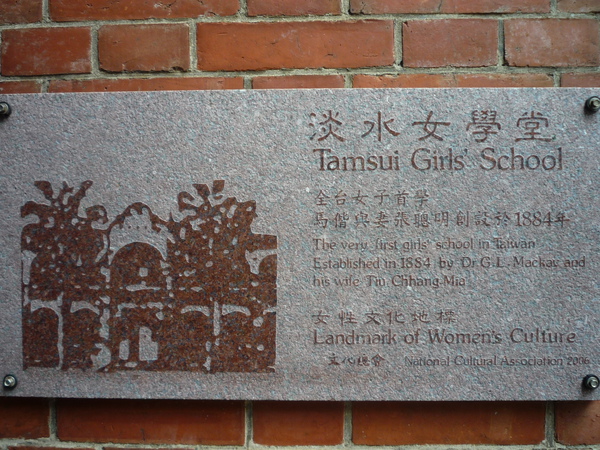 淡水女學堂
Tamsui Girls' School
全台女子首學
馬偕與妻張聰明創設於1884年
The very first girls' school in Taiwan
Established in 1884 by Dr G. L. Mackay and
his wife Tiu Chhang-Mia
女性文化地標
Landmark of Women's Culture
文化總會 National Cultural Association 2006